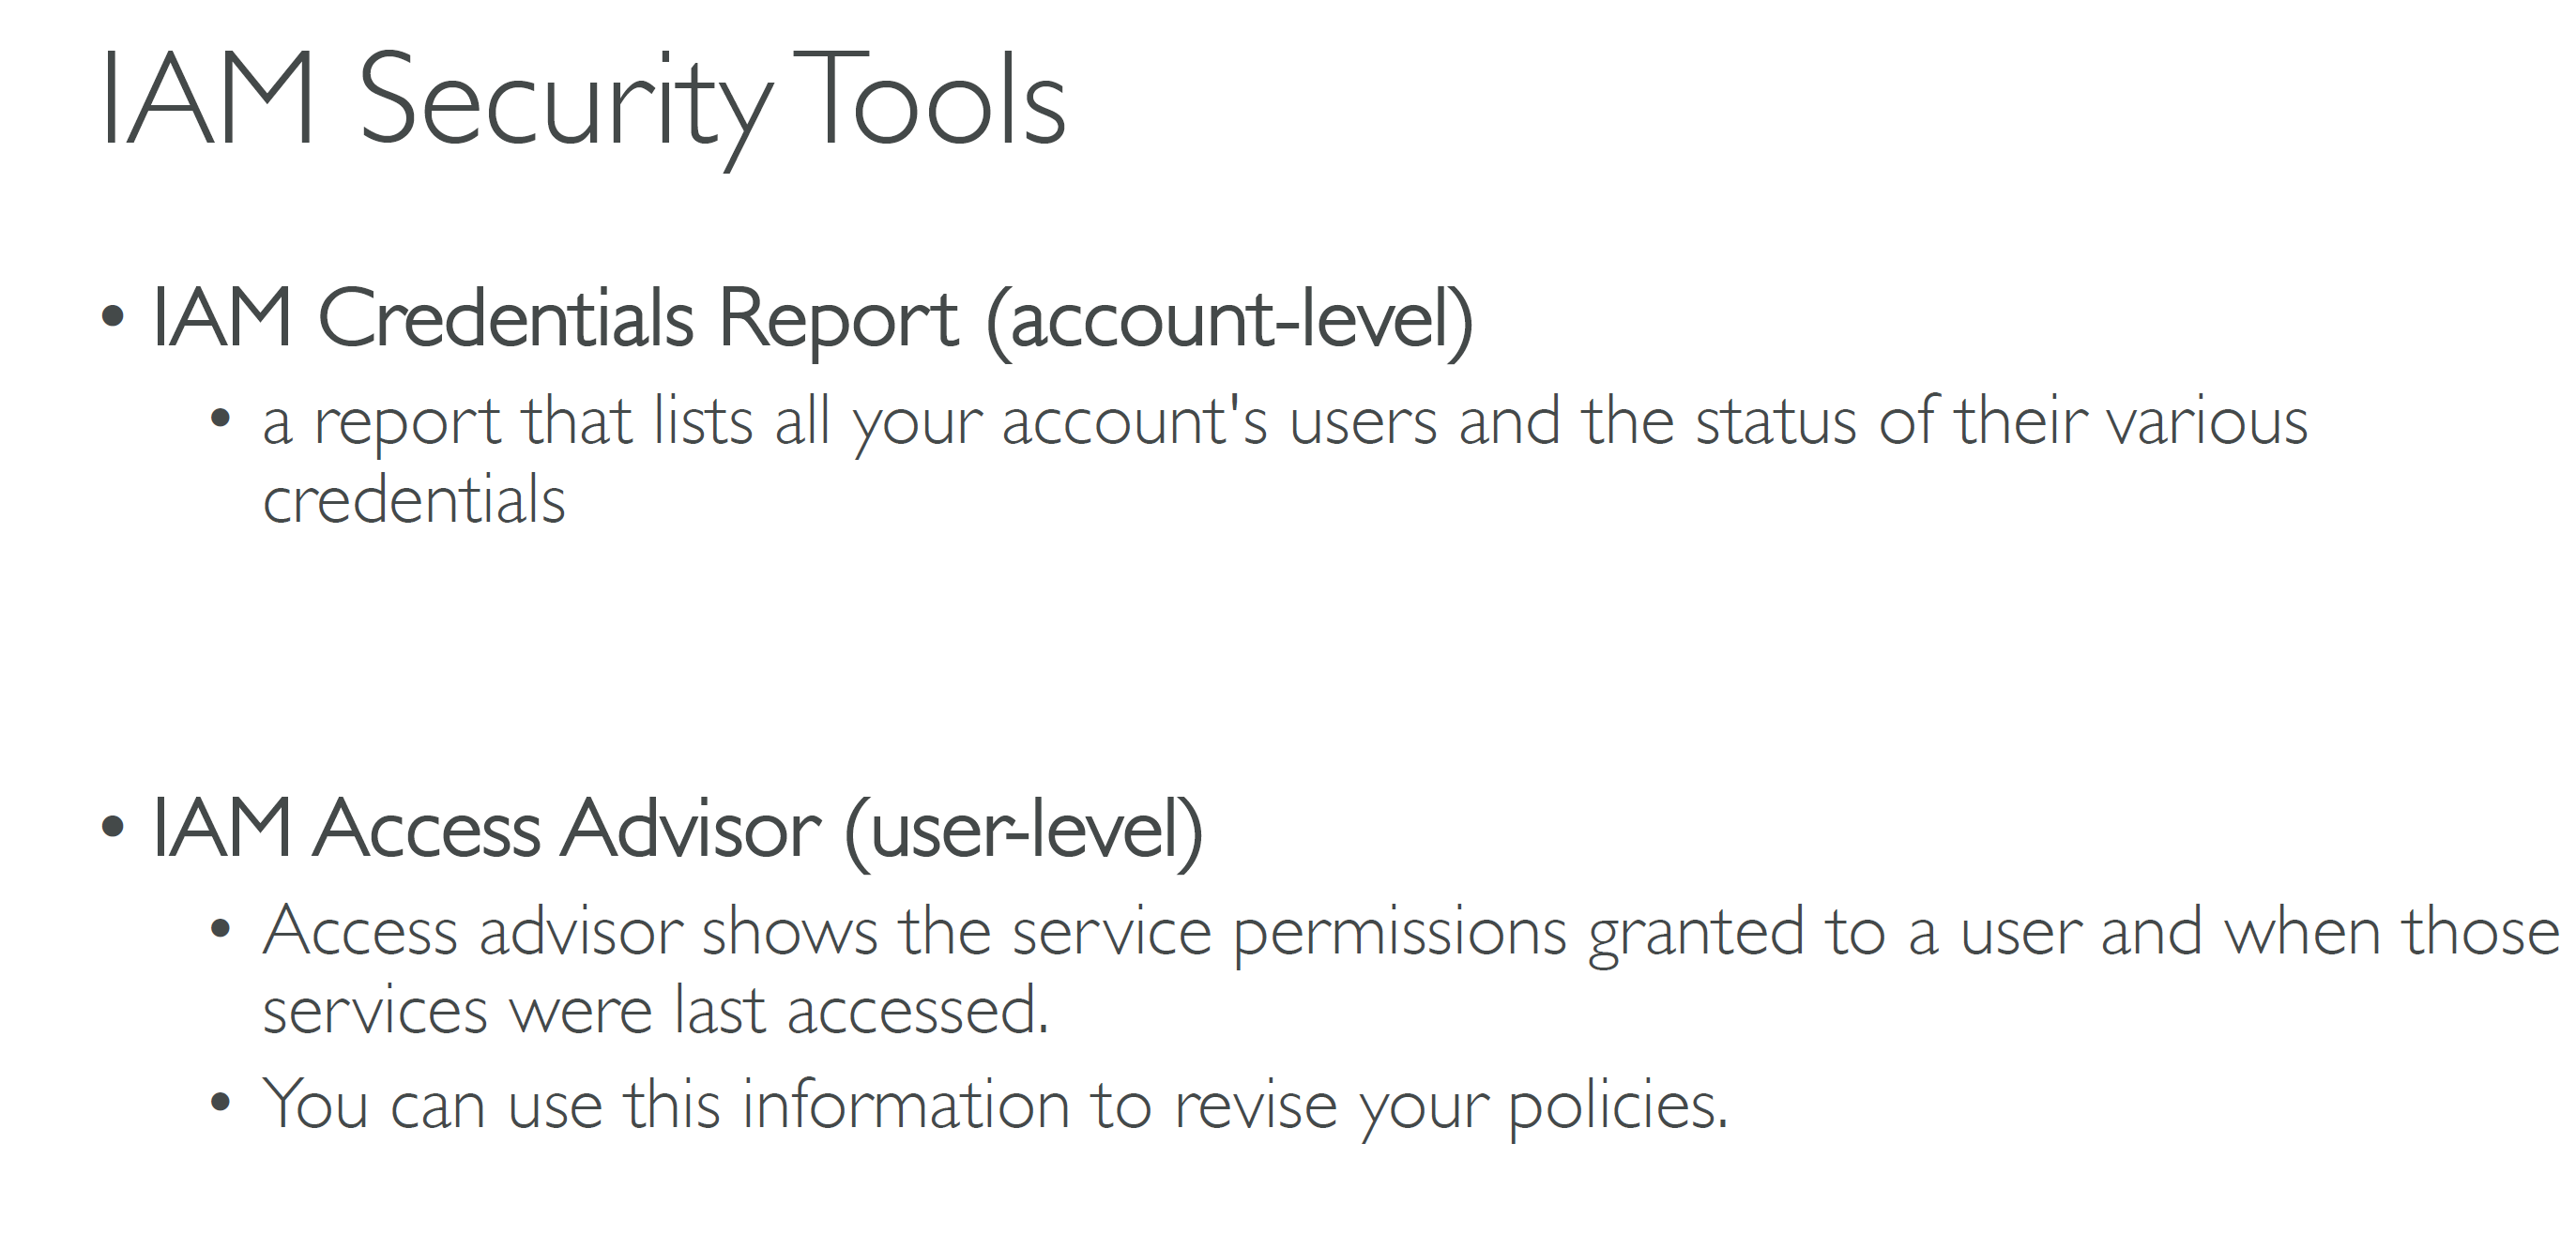 IAM Security Tools
• IAM Credentials Report (account-level)
• a report that lists all your account's users and the status of their various
credentials
• IAM Access Advisor (user-level)
• Access advisor shows the service permissions granted to a user and when those
services were last accessed.
• You can use this information to revise your policies.